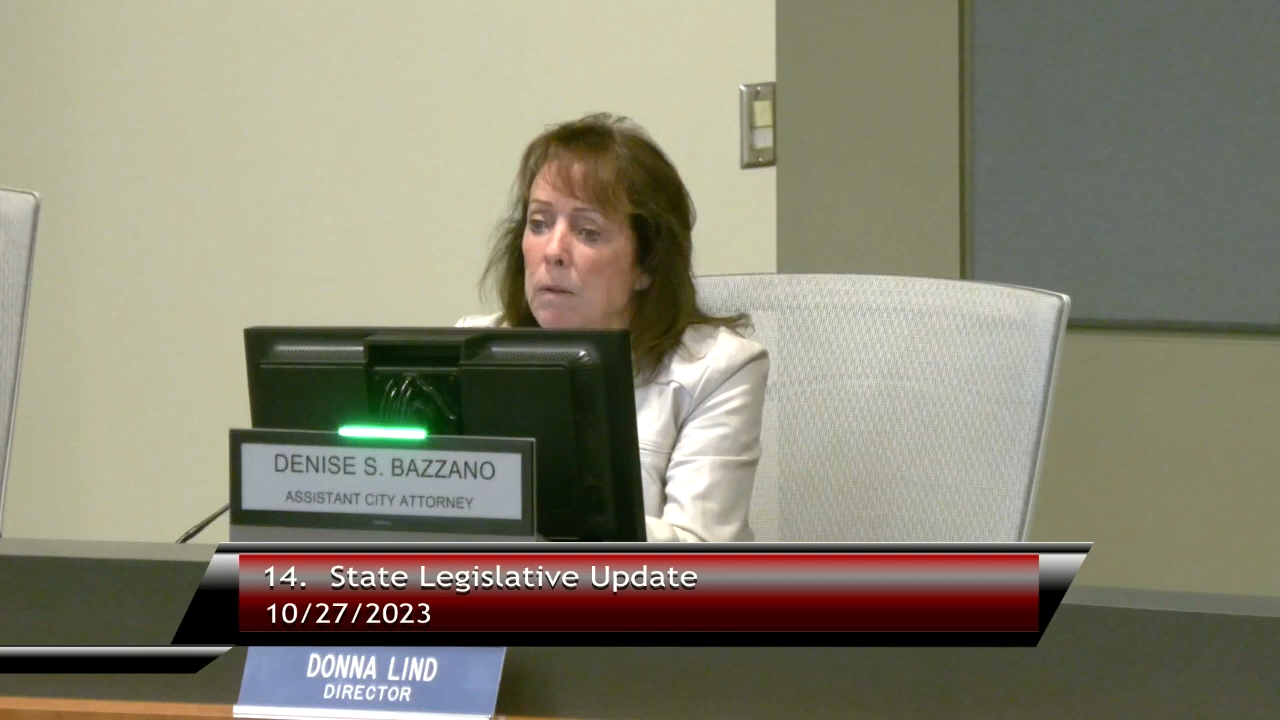 DENISE S. BAZZANO
ASSISTANT CITY ATTORNEY
14. State Legislative Update
10/27/2023
DONNA LIND
DIRECTOR